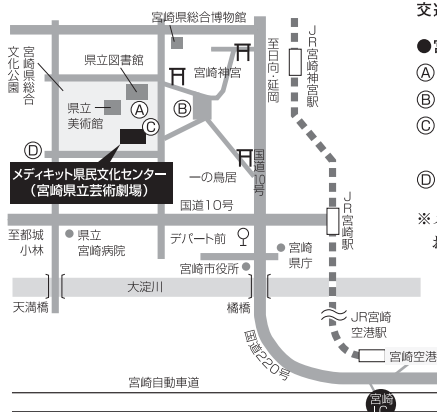 宮崎県総合博物館
交
●宮
Ⓐ
Ⓑ
Ⓒ
Ⓓ
宮崎県総合
文化公園
県立図書館
宮崎神宮
至日向・延岡
JR宮崎神宮駅
県立
美術館
Ⓐ
Ⓑ
Ⓒ
Ⓓ
メディキット県民文化センター
(宮崎県立芸術劇場)
一の鳥居
国道10号
国道10号
至都城
小林
県立
宮崎病院
デパート前
JR宮崎駅
宮崎市役所
宮崎
県庁
大淀川
天満橋
橘橋
JR宮崎
空港駅
国道220号
宮崎空港
宮崎自動車道
宮崎
IC